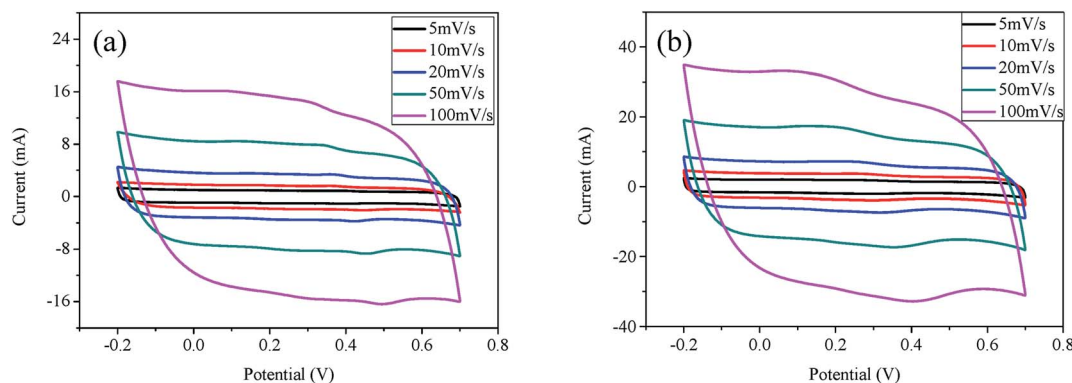 (a)
5mV/s
10mV/s
20mV/s
50mV/s
100mV/s
24
16
8
0
-8
-16
Current (mA)
-0.2 0.0 0.2 0.4 0.6 0.8
Potential (V)
(b)
5mV/s
10mV/s
20mV/s
50mV/s
100mV/s
40
20
0
-20
-40
Current (mA)
-0.2 0.0 0.2 0.4 0.6 0.8
Potential (V)